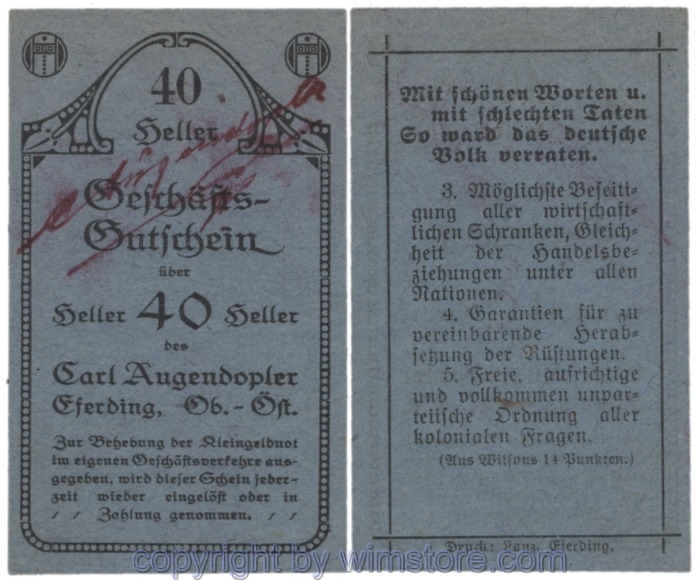 40
Heller
Geschäfts-
Gutschein
über
Heller 40 Heller
des
Carl Augendopler
Eferding, Ob.-Öst.
Zur Behebung der Kleingeldnot
im eigenen Geschäftsverkehre aus-
gegeben, wird dieser Schein jeder-
zeit wieder eingelöst oder in
Zahlung genommen.
Mit schönen Worten u.
mit schlechten Taten
So ward das deutsche
Volk verraten.
3. Möglichste Beseiti-
gung aller wirtschaft-
lichen Schranken, Gleich-
heit der Handelsbe-
ziehungen unter allen
Nationen.
4. Garantien für zu
vereinbarende Herab-
setzung der Rüstungen.
5. Freie, aufrichtige
und vollkommen unpar-
teiische Ordnung aller
kolonialen Fragen.
(Aus Wilsons 14 Punkten.)
Druck: Lanz, Eferding.
copyright by wimstore.com